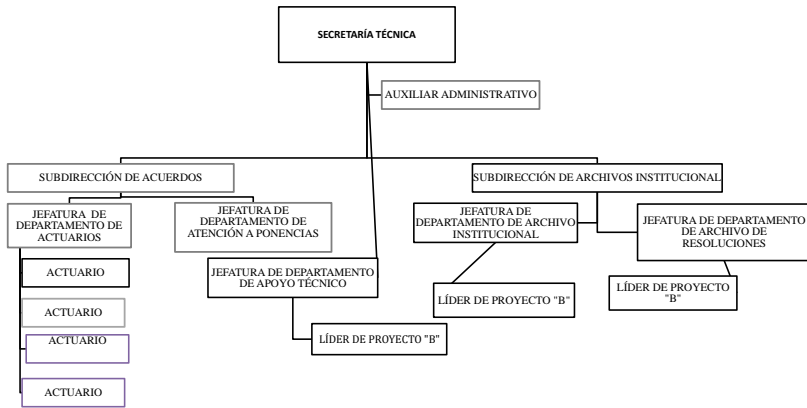 SECRETARÍA TÉCNICA
AUXILIAR ADMINISTRATIVO
SUBDIRECCIÓN DE ACUERDOS
SUBDIRECCIÓN DE ARCHIVOS INSTITUCIONAL
JEFATURA DE
DEPARTAMENTO DE
ACTUARIOS
JEFATURA DE
DEPARTAMENTO DE
ATENCIÓN A PONENCIAS
JEFATURA DE
DEPARTAMENTO DE ARCHIVO
INSTITUCIONAL
JEFATURA DE DEPARTAMENTO
DE ARCHIVO DE
RESOLUCIONES
ACTUARIO
JEFATURA DE DEPARTAMENTO
DE APOYO TÉCNICO
LÍDER DE PROYECTO "B"
LÍDER DE PROYECTO
"B"
ACTUARIO
ACTUARIO
LÍDER DE PROYECTO "B"
ACTUARIO